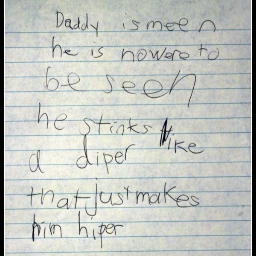 Daddy is meen
he is nowere to
be seen
he stinks like
a diper
that just makes
him hiper